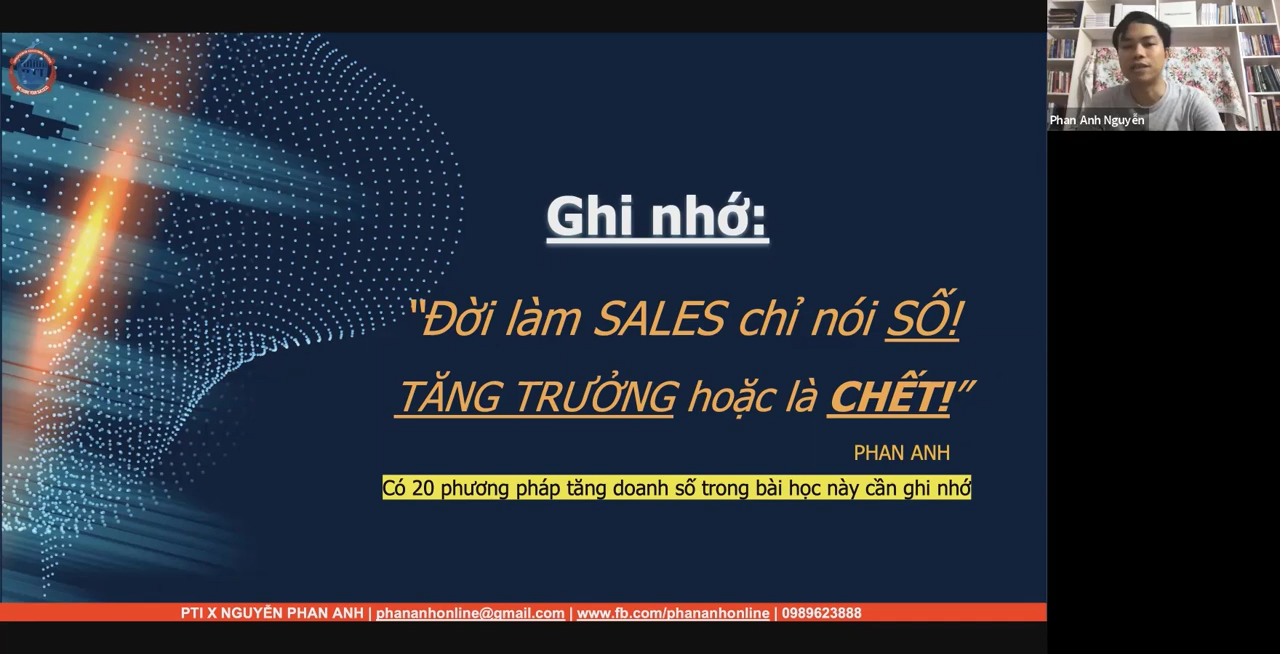 Phan Anh Nguyễn
Ghi nhớ:
“Đời làm SALES chỉ nói SỐ!
TĂNG TRƯỞNG hoặc là CHẾT!”
PHAN ANH
Có 20 phương pháp tăng doanh số trong bài học này cần ghi nhớ
PTI X NGUYỄN PHAN ANH | phananhonline@gmail.com | www.fb.com/phananhonline | 0989623888